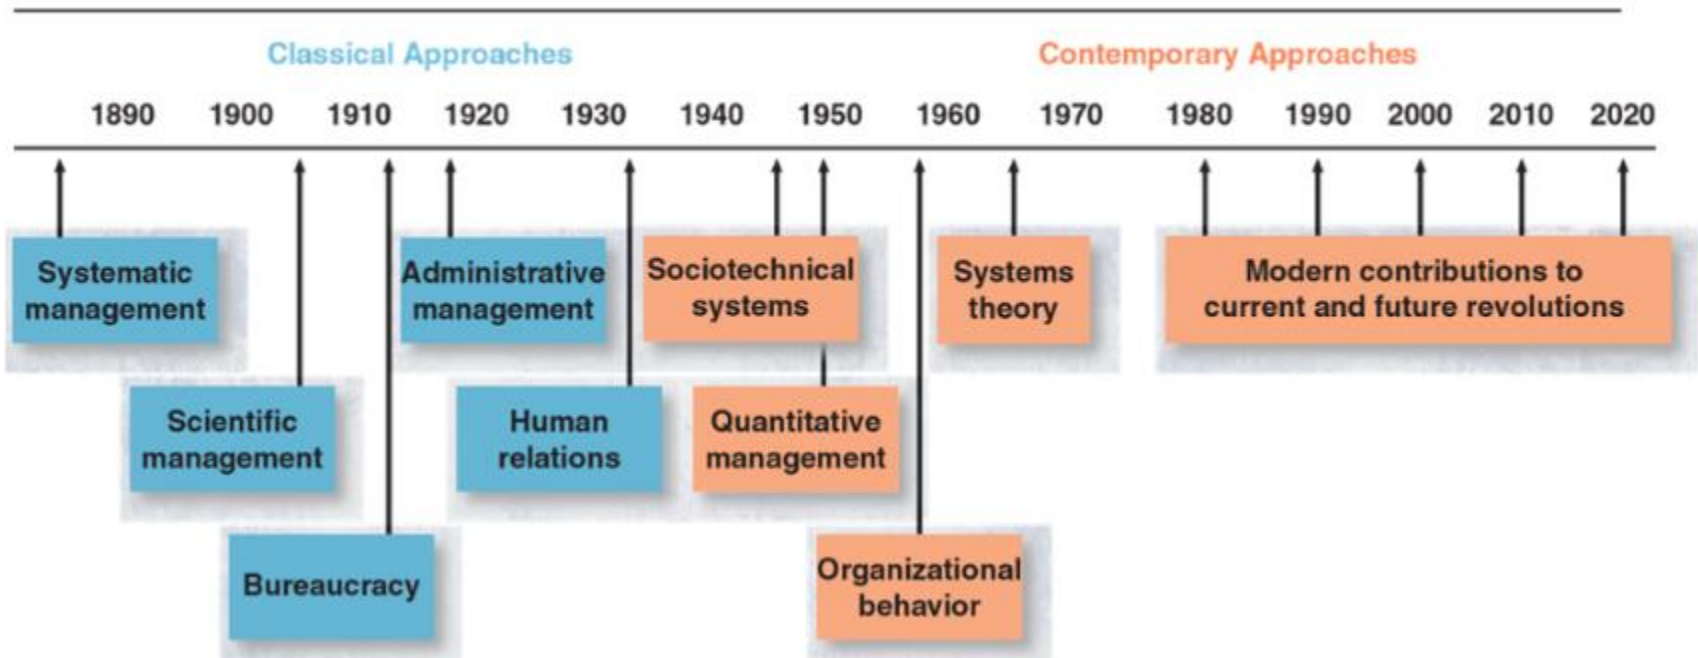 Classical Approaches
Contemporary Approaches
1890 1900 1910 1920 1930 1940 1950 1960 1970 1980 1990 2000 2010 2020
Systematic
management
Administrative
management
Sociotechnical
systems
Systems
theory
Modern contributions to
current and future revolutions
Scientific
management
Human
relations
Quantitative
management
Bureaucracy
Organizational
behavior